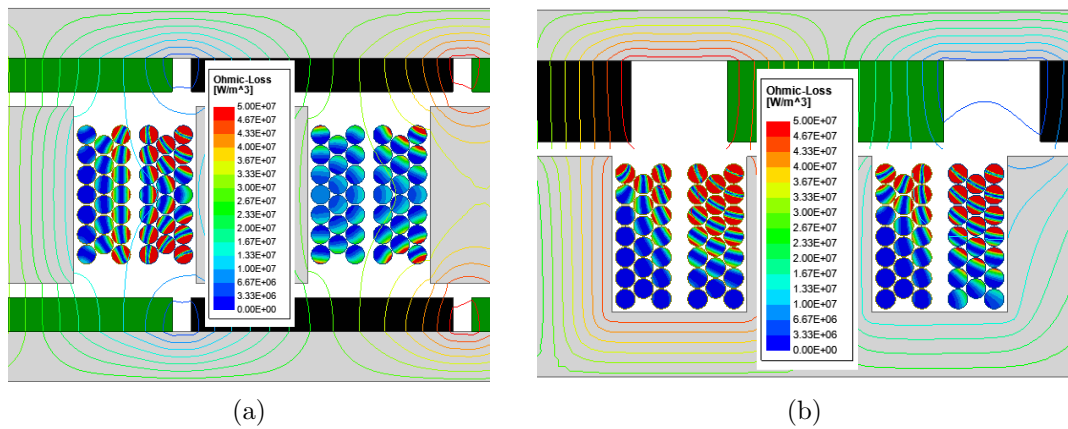 Ohmic-Loss
[W/m^3]
5.00E+07
4.67E+07
4.33E+07
4.00E+07
3.67E+07
3.33E+07
3.00E+07
2.67E+07
2.33E+07
2.00E+07
1.67E+07
1.33E+07
1.00E+07
6.67E+06
3.33E+06
0.00E+00
(a)
Ohmic-Loss
[W/m^3]
5.00E+07
4.67E+07
4.33E+07
4.00E+07
3.67E+07
3.33E+07
3.00E+07
2.67E+07
2.33E+07
2.00E+07
1.67E+07
1.33E+07
1.00E+07
6.67E+06
3.33E+06
0.00E+00
(b)